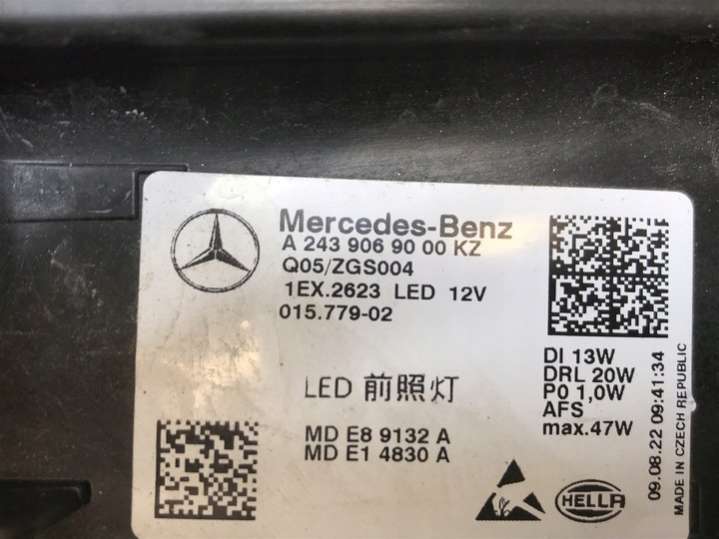 Mercedes-Benz
A 243 906 90 00 KZ
Q05/ZGS004
1EX.2623 LED 12V
015.779-02
LED 前照灯
MD E8 9132 A
MD E1 4830 A
DI 13W
DRL 20W
P0 1,0W
AFS
max.47W
HELLA
09.08.22 09:41:34
MADE IN CZECH REPUBLIC